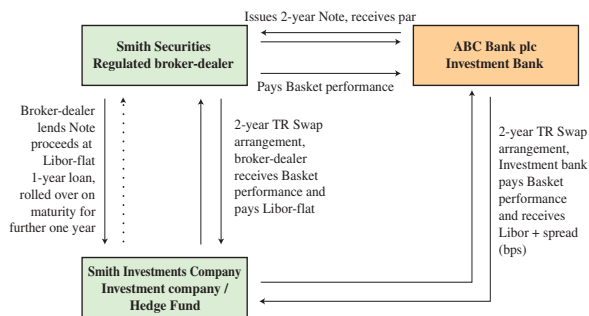 Issues 2-year Note, receives par
Smith Securities
Regulated broker-dealer
ABC Bank plc
Investment Bank
Pays Basket performance
Broker-dealer
lends Note
proceeds at
Libor-flat
1-year loan,
rolled over on
maturity for
further one year
2-year TR Swap
arrangement,
broker-dealer
receives Basket
performance and
pays Libor-flat
2-year TR Swap
arrangement,
Investment bank
pays Basket
performance
and receives
Libor + spread
(bps)
Smith Investments Company
Investment company /
Hedge Fund